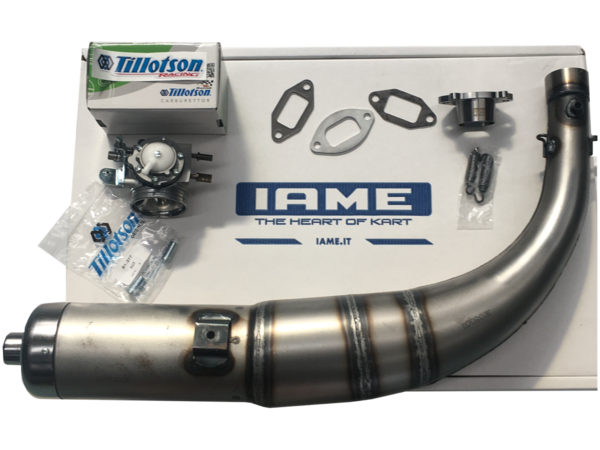 Tillotson
RACING
Tillotson
CARBURETTOR
Tillotson
IAME
THE HEART OF KART
IAME.IT